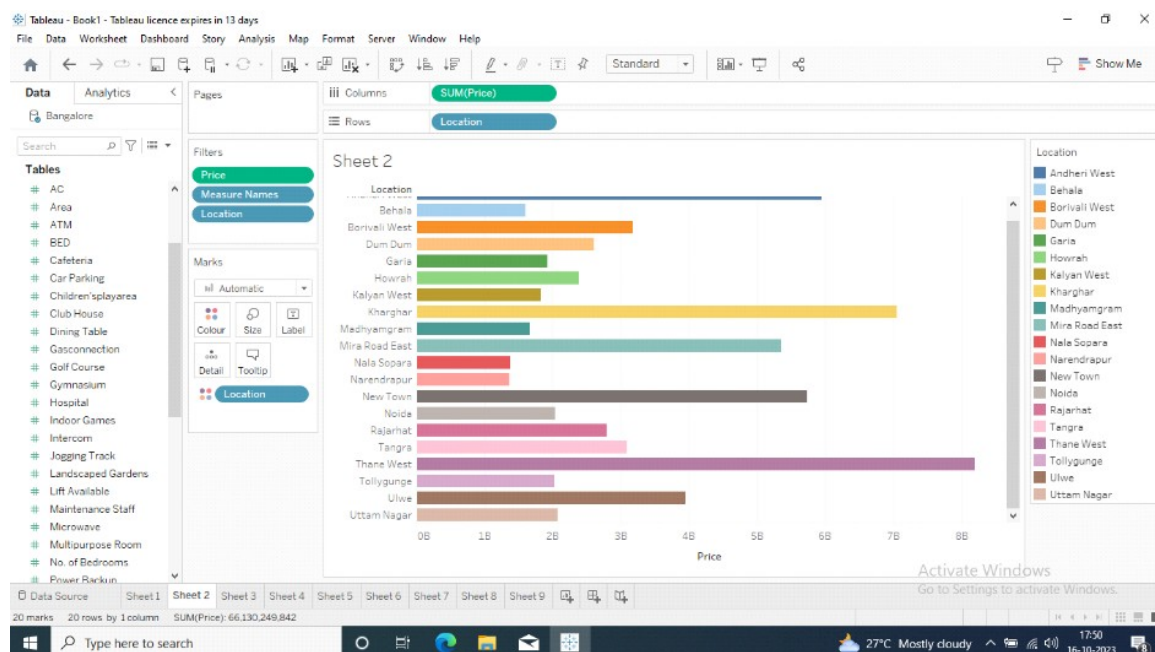 Tableau - Book1 - Tableau licence expires in 13 days
File Data Worksheet Dashboard Story Analysis Map Format Server Window Help
Standard
Show Me
Data Analytics
Bangalore
Search
Tables
# AC
# Area
# ATM
# BED
# Cafeteria
# Car Parking
# Children'splayarea
# Club House
# Dining Table
# Gasconnection
# Golf Course
# Gymnasium
# Hospital
# Indoor Games
# Intercom
# Jogging Track
# Landscaped Gardens
# Lift Available
# Maintenance Staff
# Microwave
# Multipurpose Room
# No. of Bedrooms
# Power Backup
Pages
Filters
Price
Measure Names
Location
Marks
Automatic
Colour Size Label
Detail Tooltip
Location
iii Columns SUM(Price)
Rows Location
Sheet 2
Location
Andheri West
Behala
Borivali West
Dum Dum
Garia
Howrah
Kalyan West
Kharghar
Madhyamgram
Mira Road East
Nala Sopara
Narendrapur
New Town
Noida
Rajarhat
Tangra
Thane West
Tollygunge
Ulwe
Uttam Nagar
0B 1B 2B 3B 4B 5B 6B 7B 8B
Price
Location
Andheri West
Behala
Borivali West
Dum Dum
Garia
Howrah
Kalyan West
Kharghar
Madhyamgram
Mira Road East
Nala Sopara
Narendrapur
New Town
Noida
Rajarhat
Tangra
Thane West
Tollygunge
Ulwe
Uttam Nagar
Activate Windows
Go to Settings to activate Windows.
Data Source Sheet 1 Sheet 2 Sheet 3 Sheet 4 Sheet 5 Sheet 6 Sheet 7 Sheet 8 Sheet 9
20 marks 20 rows by 1 column SUM(Price): 66,130,249,842
Type here to search
27°C Mostly cloudy
17:50
16-10-2023
8